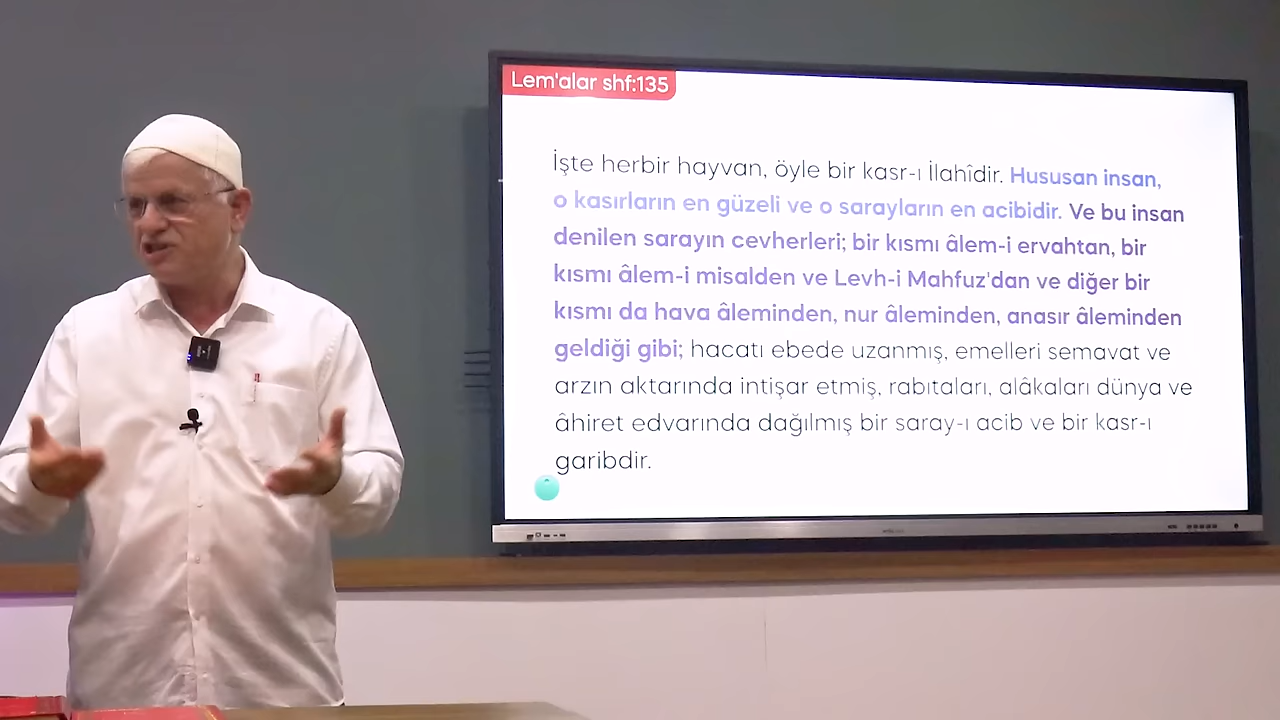 Lem'alar shf:135
İşte herbir hayvan, öyle bir kasr-ı İlahîdir. Hususan insan,
o kasırların en güzeli ve o sarayların en acibidir. Ve bu insan
denilen sarayın cevherleri; bir kısmı âlem-i ervahtan, bir
kısmı âlem-i misalden ve Levh-i Mahfuz'dan ve diğer bir
kısmı da hava âleminden, nur âleminden, anasır âleminden
geldiği gibi; hacatı ebede uzanmış, emelleri semavat ve
arzın aktarında intişar etmiş, rabıtaları, alâkaları dünya ve
âhiret edvarında dağılmış bir saray-ı acib ve bir kasr-ı
garibdir.